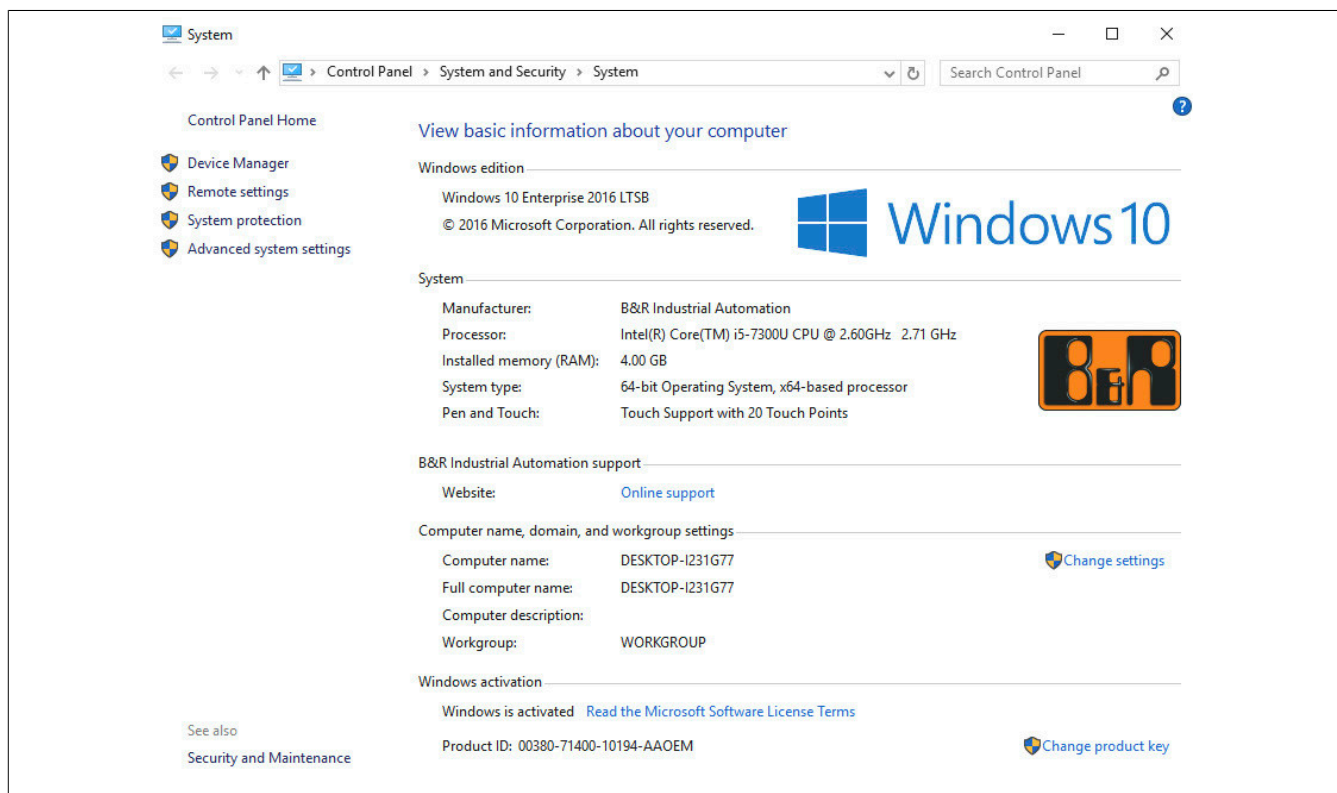 System
Control Panel > System and Security > System
Search Control Panel
?
Control Panel Home
Device Manager
Remote settings
System protection
Advanced system settings
View basic information about your computer
Windows edition
Windows 10 Enterprise 2016 LTSB
© 2016 Microsoft Corporation. All rights reserved.
Windows 10
System
Manufacturer: B&R Industrial Automation
Processor: Intel(R) Core(TM) i5-7300U CPU @ 2.60GHz 2.71 GHz
Installed memory (RAM): 4.00 GB
System type: 64-bit Operating System, x64-based processor
Pen and Touch: Touch Support with 20 Touch Points
B&R
B&R Industrial Automation support
Website: Online support
Computer name, domain, and workgroup settings
Computer name: DESKTOP-I231G77
Change settings
Full computer name: DESKTOP-I231G77
Computer description:
Workgroup: WORKGROUP
Windows activation
Windows is activated Read the Microsoft Software License Terms
Product ID: 00380-71400-10194-AAOEM
Change product key
See also
Security and Maintenance